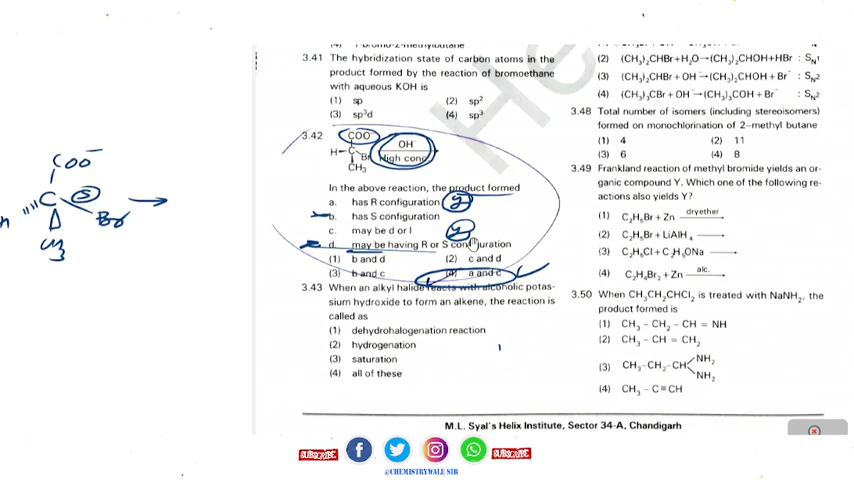 (4) 1-bromo-2-methylbutane
3.41 The hybridization state of carbon atoms in the
product formed by the reaction of bromoethane
with aqueous KOH is
(1) sp (2) sp²
(3) sp³d (4) sp³
3.42 COO⁻
OH⁻
H–C
Br High conc
CH₃
In the above reaction, the product formed
a. has R configuration
b. has S configuration
c. may be d or l
d. may be having R or S configuration
(1) b and d (2) c and d
(3) b and c (4) a and c
3.43 When an alkyl halide reacts with alcoholic potas-
sium hydroxide to form an alkene, the reaction is
called as
(1) dehydrohalogenation reaction
(2) hydrogenation
(3) saturation
(4) all of these
COO⁻
C S
H Br
CH₃
(2) (CH₃)₂CHBr+H₂O→(CH₃)₂CHOH+HBr : S_N1
(3) (CH₃)₂CHBr+OH⁻→(CH₃)₂CHOH + Br⁻ : S_N2
(4) (CH₃)₃CBr+OH⁻→(CH₃)₃COH + Br⁻ : S_N2
3.48 Total number of isomers (including stereoisomers)
formed on monochlorination of 2-methyl butane
(1) 4 (2) 11
(3) 6 (4) 8
3.49 Frankland reaction of methyl bromide yields an or-
ganic compound Y. Which one of the following re-
actions also yields Y?
(1) C₂H₅Br + Zn dryether→
(2) C₂H₅Br + LiAlH₄ →
(3) C₂H₅Cl + C₂H₅ONa →
(4) C₂H₄Br₂ + Zn alc.→
3.50 When CH₃CH₂CHCl₂ is treated with NaNH₂, the
product formed is
(1) CH₃ – CH₂ – CH = NH
(2) CH₃ – CH = CH₂
(3) CH₃–CH₂–CH NH₂ NH₂
(4) CH₃ – C≡CH
M.L. Syal's Helix Institute, Sector 34-A, Chandigarh
SUBSCRIBE SUBSCRIBE
@CHEMISTRYWALE SIR